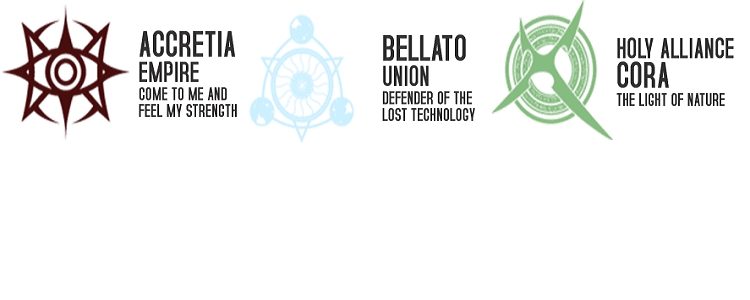 ACCRETIA
EMPIRE
COME TO ME AND
FEEL MY STRENGTH
BELLATO
UNION
DEFENDER OF THE
LOST TECHNOLOGY
HOLY ALLIANCE
CORA
THE LIGHT OF NATURE